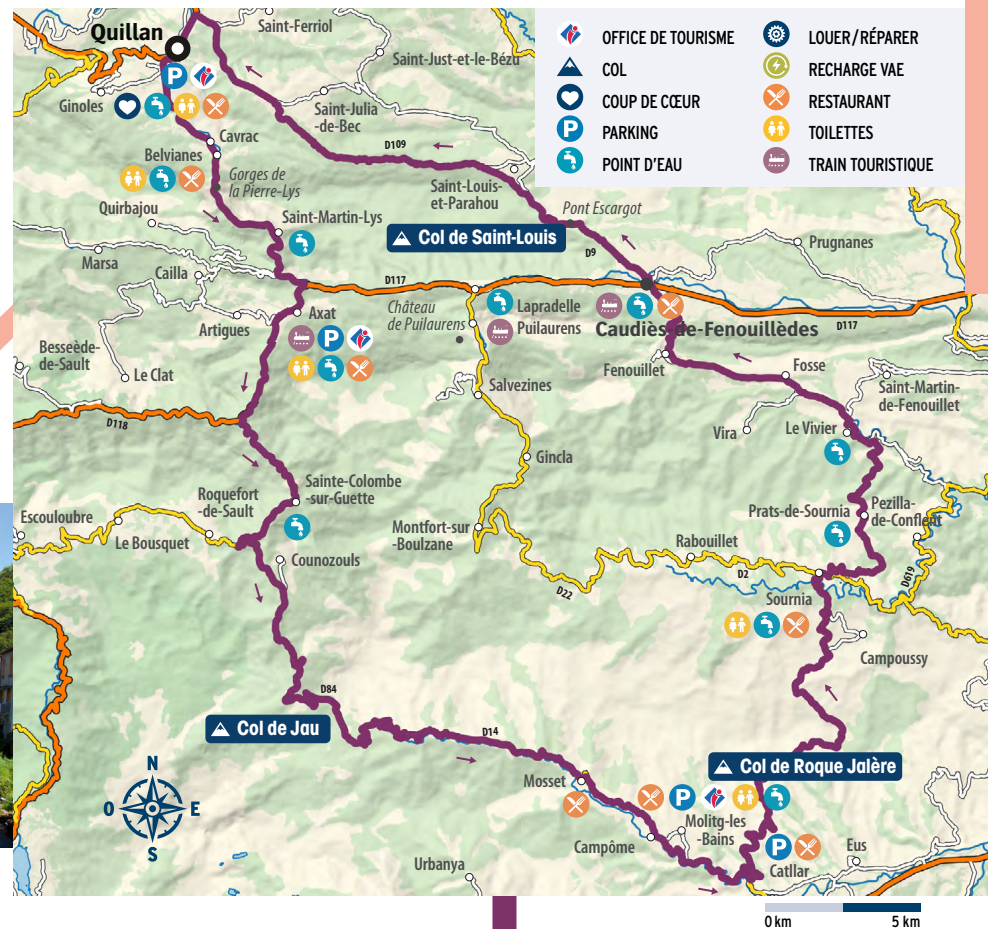 OFFICE DE TOURISME
COL
COUP DE CŒUR
PARKING
POINT D'EAU
LOUER/RÉPARER
RECHARGE VAE
RESTAURANT
TOILETTES
TRAIN TOURISTIQUE
Quillan
Saint-Ferriol
Saint-Just-et-le-Bézu
P
Ginoles
Saint-Julia
-de-Bec
Cavrac
D109
Belvianes
Gorges de
la Pierre-Lys
Saint-Louis-
et-Parahou
Pont Escargot
Quirbajou
Saint-Martin-Lys
Col de Saint-Louis
Prugnanes
Marsa
D9
Cailla
D117
Château
de Puilaurens
Lapradelle
Puilaurens
Caudiès-de-Fenouillèdes
D117
Artigues
Axat
P
Besseède-
de-Sault
Le Clat
Fenouillet
Fosse
Saint-Martin-
de-Fenouillet
Salvezines
Vira
Le Vivier
D118
Gincla
Sainte-Colombe
-sur-Guette
Roquefort
-de-Sault
Escouloubre
Le Bousquet
Montfort-sur
-Boulzane
Prats-de-Sournia
Pezilla-
de-Conflent
Rabouillet
Counozouls
D2
D22
D619
Sournia
Campoussy
D84
Col de Jau
D14
Col de Roque Jalère
Mosset
P
Molitg-les
-Bains
Campôme
P
Catllar
Eus
Urbanya
N
O
E
S
0 km
5 km